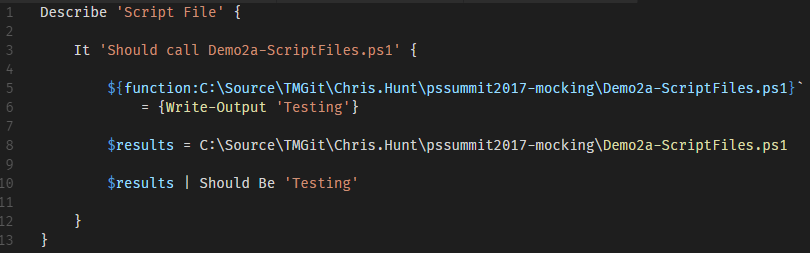 1 Describe 'Script File' {
2
3 It 'Should call Demo2a-ScriptFiles.ps1' {
4
5 ${function:C:\Source\TMGit\Chris.Hunt\pssummit2017-mocking\Demo2a-ScriptFiles.ps1}`
6 = {Write-Output 'Testing'}
7
8 $results = C:\Source\TMGit\Chris.Hunt\pssummit2017-mocking\Demo2a-ScriptFiles.ps1
9
10 $results | Should Be 'Testing'
11
12 }
13 }